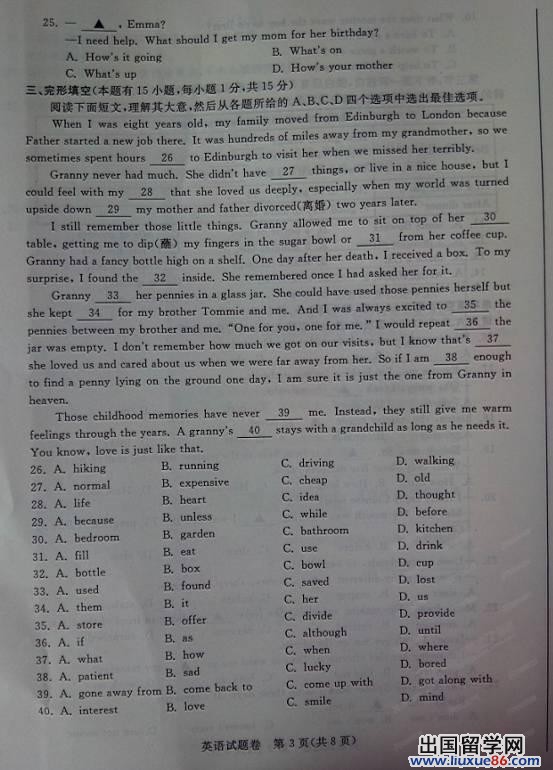 25. — ▲ , Emma?
—I need help. What should I get my mom for her birthday?
A. How's it going B. What's on
C. What's up D. How's your mother
三、完形填空(本题有 15 小题,每小题 1 分,共 15 分)
阅读下面短文,理解其大意,然后从各题所给的 A、B、C、D 四个选项中选出最佳选项。
When I was eight years old, my family moved from Edinburgh to London because
Father started a new job there. It was hundreds of miles away from my grandmother, so we
sometimes spent hours 26 to Edinburgh to visit her when we missed her terribly.
Granny never had much. She didn't have 27 things, or live in a nice house, but I
could feel with my 28 that she loved us deeply, especially when my world was turned
upside down 29 my mother and father divorced(离婚) two years later.
I still remember those little things. Granny allowed me to sit on top of her 30
table, getting me to dip(蘸) my fingers in the sugar bowl or 31 from her coffee cup.
Granny had a fancy bottle high on a shelf. One day after her death, I received a box. To my
surprise, I found the 32 inside. She remembered once I had asked her for it.
Granny 33 her pennies in a glass jar. She could have used those pennies herself but
she kept 34 for my brother Tommie and me. And I was always excited to 35 the
pennies between my brother and me. “One for you, one for me.” I would repeat 36 the
jar was empty. I don't remember how much we got on our visits, but I know that's 37
she loved us and cared about us when we were far away from her. So if I am 38 enough
to find a penny lying on the ground one day, I am sure it is just the one from Granny in
heaven.
Those childhood memories have never 39 me. Instead, they still give me warm
feelings through the years. A granny's 40 stays with a grandchild as long as he needs it.
You know, love is just like that.
26. A. hiking B. running C. driving D. walking
27. A. normal B. expensive C. cheap D. old
28. A. life B. heart C. idea D. thought
29. A. because B. unless C. while D. before
30. A. bedroom B. garden C. bathroom D. kitchen
31. A. fill B. eat C. use D. drink
32. A. bottle B. box C. bowl D. cup
33. A. used B. found C. saved D. lost
34. A. them B. it C. her D. us
35. A. store B. offer C. divide D. provide
36. A. if B. as C. although D. until
37. A. what B. how C. when D. where
38. A. patient B. sad C. lucky D. bored
39. A. gone away from B. come back to C. come up with D. got along with
40. A. interest B. love C. smile D. mind
英语试题卷 第 3 页(共 8 页)
出国留学网
www.liuxue86.com